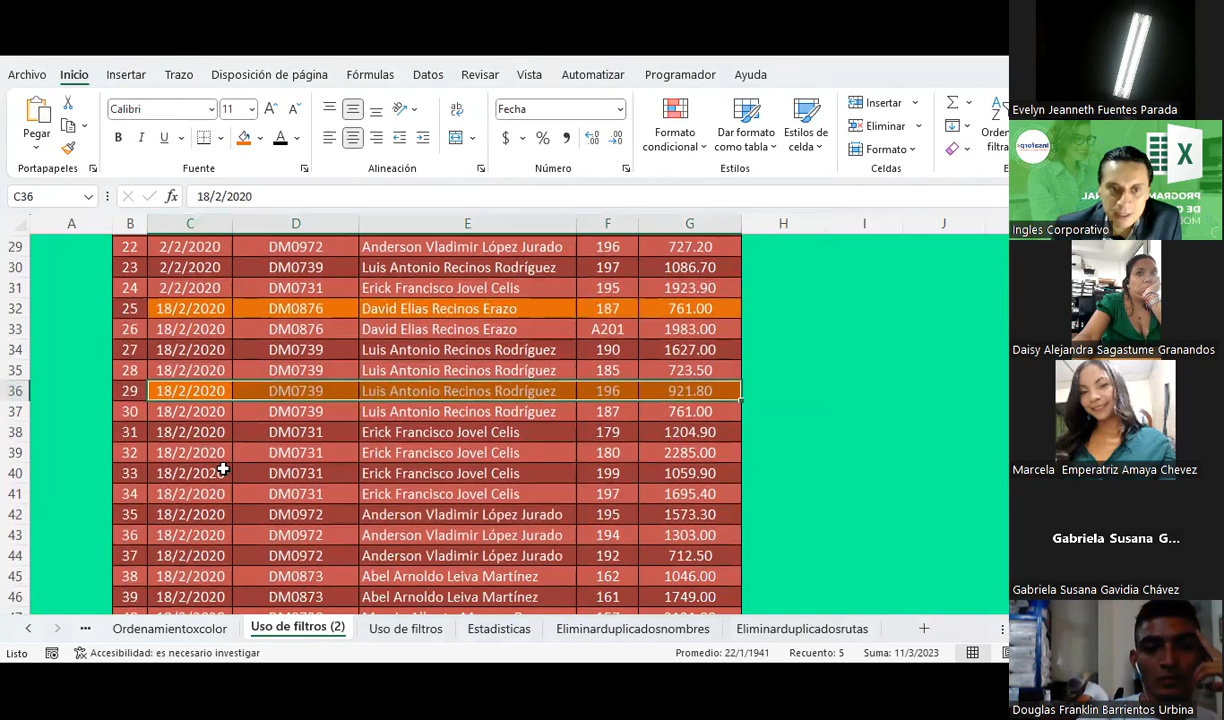 Archivo Inicio Insertar Trazo Disposición de página Fórmulas Datos Revisar Vista Automatizar Programador Ayuda
Pegar
Portapapeles
Calibri 11
N K S
Fuente
Alineación
Fecha
$ % 000
Número
Formato condicional
Dar formato como tabla
Estilos de celda
Estilos
Insertar
Eliminar
Formato
Celdas
C36 fx 18/2/2020
A B C D E F G H I J
29 22 2/2/2020 DM0972 Anderson Vladimir López Jurado 196 727.20
30 23 2/2/2020 DM0739 Luis Antonio Recinos Rodríguez 197 1086.70
31 24 2/2/2020 DM0731 Erick Francisco Jovel Celis 195 1923.90
32 25 18/2/2020 DM0876 David Elias Recinos Erazo 187 761.00
33 26 18/2/2020 DM0876 David Elias Recinos Erazo A201 1983.00
34 27 18/2/2020 DM0739 Luis Antonio Recinos Rodríguez 190 1627.00
35 28 18/2/2020 DM0739 Luis Antonio Recinos Rodríguez 185 723.50
36 29 18/2/2020 DM0739 Luis Antonio Recinos Rodríguez 196 921.80
37 30 18/2/2020 DM0739 Luis Antonio Recinos Rodríguez 187 761.00
38 31 18/2/2020 DM0731 Erick Francisco Jovel Celis 179 1204.90
39 32 18/2/2020 DM0731 Erick Francisco Jovel Celis 180 2285.00
40 33 18/2/2020 DM0731 Erick Francisco Jovel Celis 199 1059.90
41 34 18/2/2020 DM0731 Erick Francisco Jovel Celis 197 1695.40
42 35 18/2/2020 DM0972 Anderson Vladimir López Jurado 195 1573.30
43 36 18/2/2020 DM0972 Anderson Vladimir López Jurado 194 1303.00
44 37 18/2/2020 DM0972 Anderson Vladimir López Jurado 192 712.50
45 38 18/2/2020 DM0873 Abel Arnoldo Leiva Martínez 162 1046.00
46 39 18/2/2020 DM0873 Abel Arnoldo Leiva Martínez 161 1749.00
Ordenamientoxcolor Uso de filtros (2) Uso de filtros Estadisticas Eliminarduplicadosnombres Eliminarduplicadosrutas
Listo Accesibilidad: es necesario investigar Promedio: 22/1/1941 Recuento: 5 Suma: 11/3/2023
Evelyn Jeanneth Fuentes Parada
X
Ingles Corporativo
Daisy Alejandra Sagastume Granandos
Marcela Emperatriz Amaya Chevez
Gabriela Susana G...
Gabriela Susana Gavidia Chávez
Douglas Franklin Barrientos Urbina